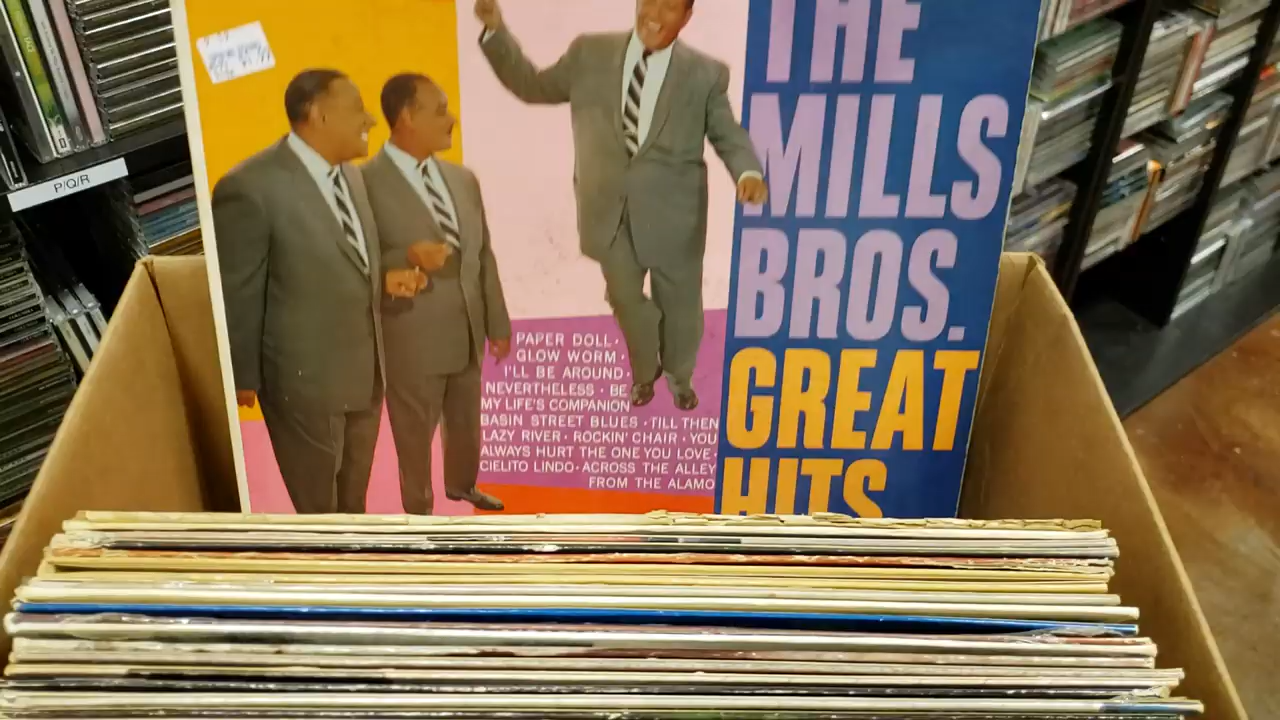 THE
MILLS
BROS.
GREAT
HITS
PAPER DOLL ·
GLOW WORM ·
I'LL BE AROUND ·
NEVERTHELESS · BE
MY LIFE'S COMPANION
BASIN STREET BLUES · TILL THEN
LAZY RIVER · ROCKIN' CHAIR · YOU
ALWAYS HURT THE ONE YOU LOVE ·
CIELITO LINDO · ACROSS THE ALLEY
FROM THE ALAMO
P/Q/R